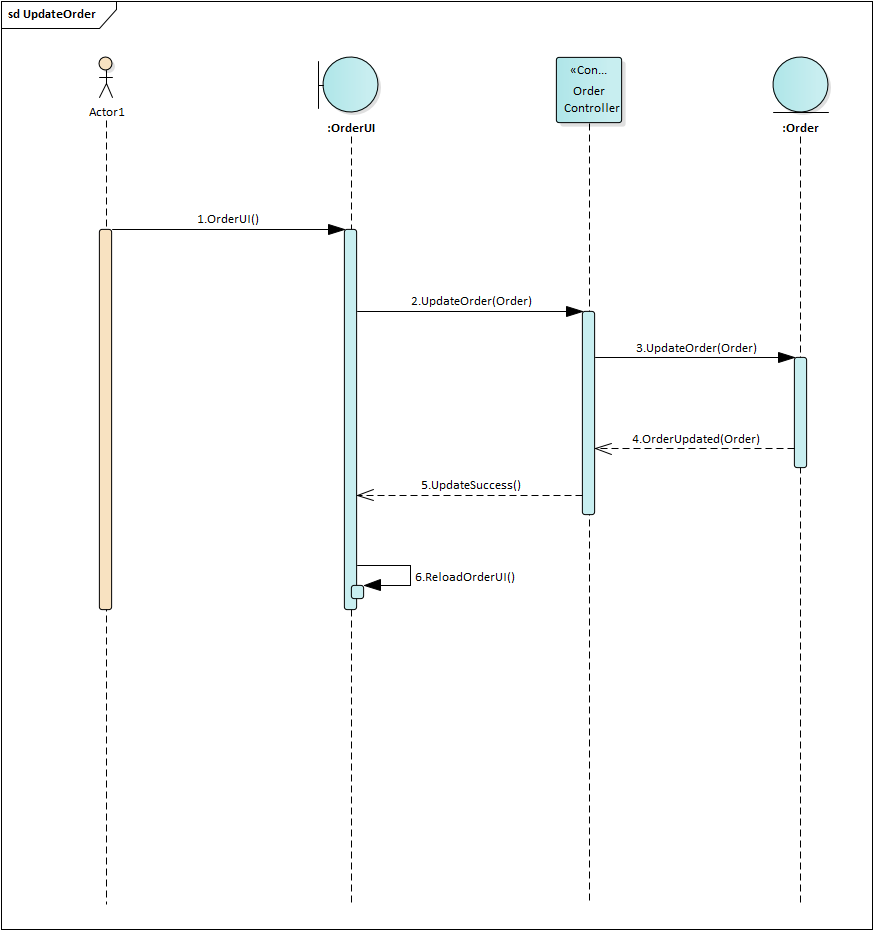 sd UpdateOrder
Actor1
:OrderUI
«Con...
Order
Controller
:Order
1.OrderUI()
2.UpdateOrder(Order)
3.UpdateOrder(Order)
4.OrderUpdated(Order)
5.UpdateSuccess()
6.ReloadOrderUI()